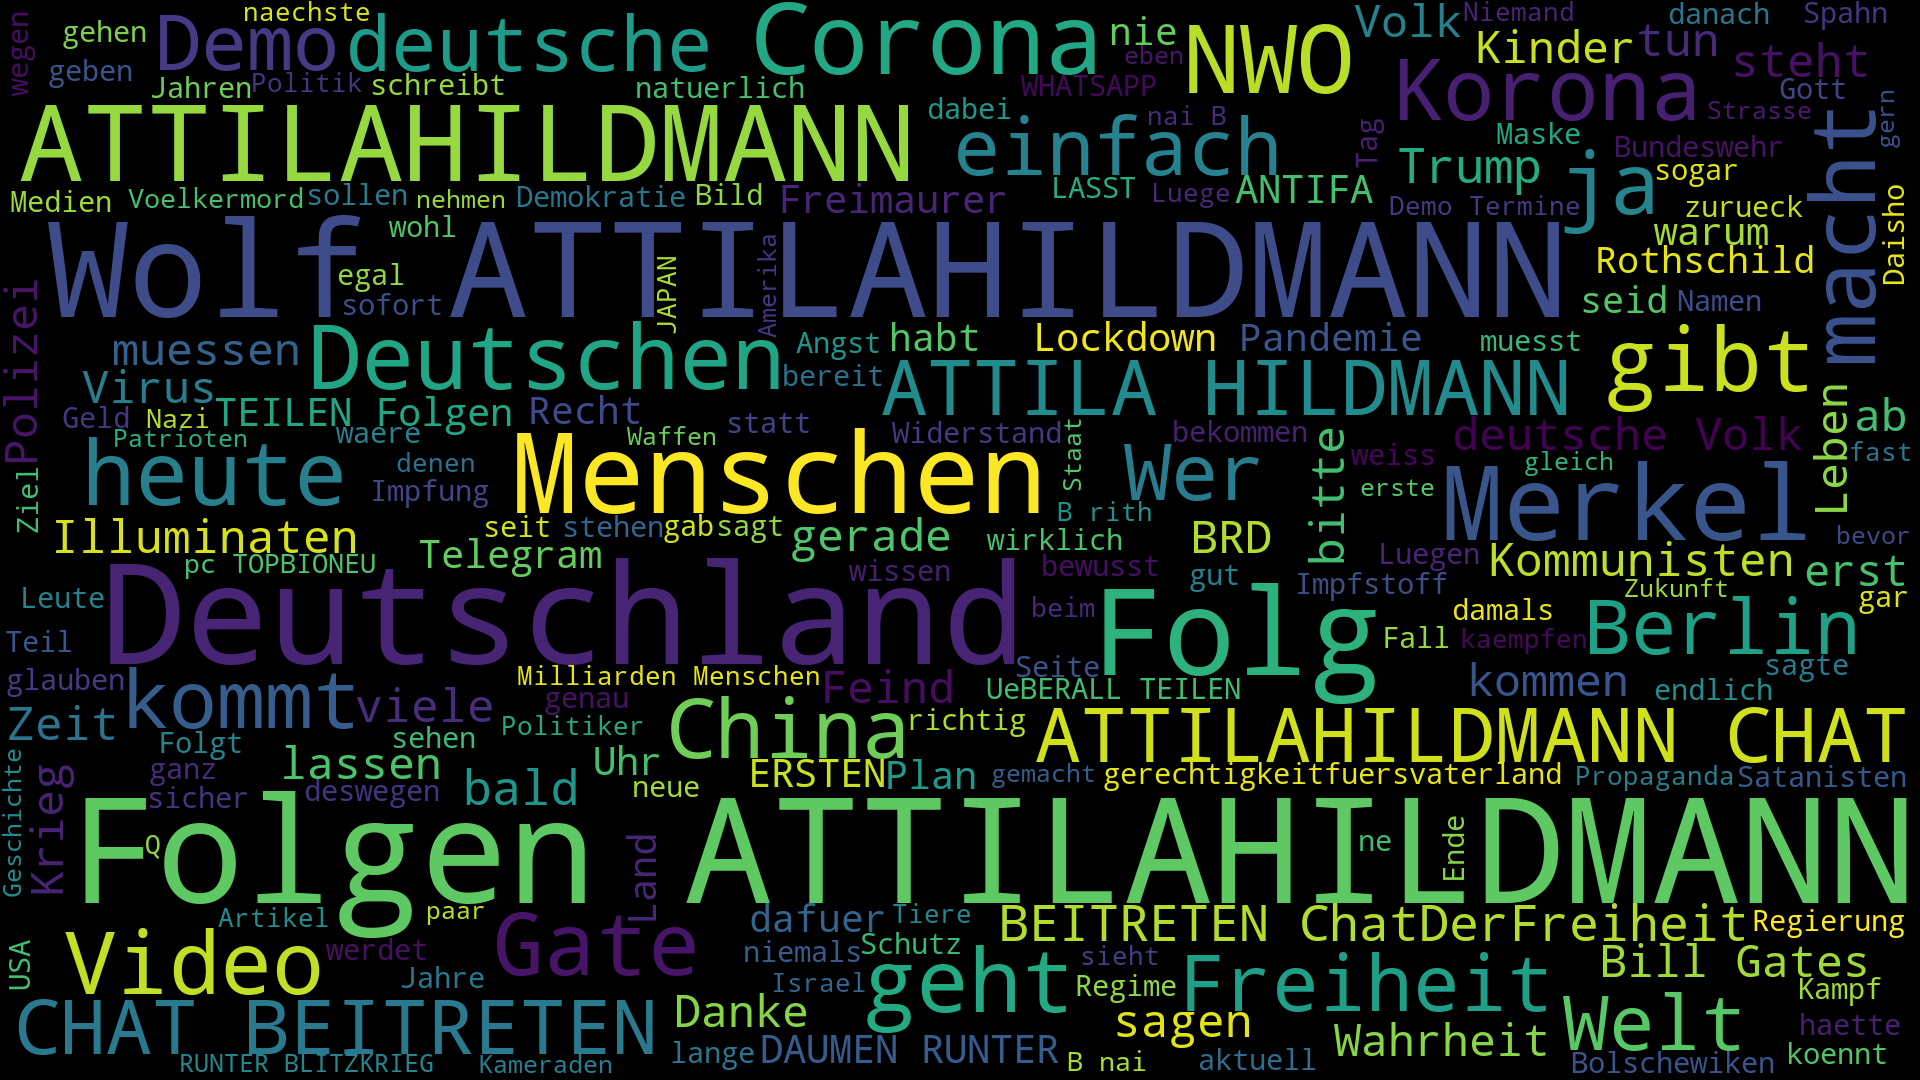 wegen
gehen
naechste
Demo
deutsche
Corona
nie
eben
NWO
Volk
Niemand
danach
Spahn
Kinder
tun
steht
geben
Jahren
Politik
schreibt
natuerlich
WHATSAPP
Korona
Gott
Strasse
gern
ATTILAHILDMANN
dabei
nai B
einfach
Tag
Maske
Bundeswehr
macht
Trump
ja
sogar
Medien
Voelkermord
sollen
nehmen
Demokratie
Bild
Freimaurer
LASST
Luege
ANTIFA
Demo Termine
zurueck
Daisho
wohl
warum
Wolf
ATTILAHILDMANN
Rothschild
egal
sofort
JAPAN
Amerika
seid
Namen
Polizei
muessen
Deutschen
Angst
habt
Lockdown
Pandemie
muesst
gibt
Virus
bereit
ATTILA HILDMANN
Leben
ab
Geld
Nazi
TEILEN Folgen
Recht
statt
Widerstand
bekommen
bitte
deutsche Volk
Patrioten
waere
Waffen
Staat
Wer
weiss
gleich
fast
heute
denen
Menschen
Merkel
Ziel
Impfung
erste
Illuminaten
seit
stehen
gab
sagt
gerade
B rith
wirklich
BRD
bevor
pc TOPBIONEU
Telegram
wissen
bewusst
gut
Luegen
Kommunisten
erst
Leute
Deutschland
beim
Folg
Impfstoff
Zukunft
damals
gar
Teil
Fall
kaempfen
Berlin
glauben
kommt
viele
Milliarden Menschen
Feind
Seite
kommen
sagte
genau
UeBERALL TEILEN
endlich
Zeit
Politiker
China
richtig
ATTILAHILDMANN CHAT
Folgt
sehen
Geschichte
Krieg
ganz
lassen
Uhr
ERSTEN
Plan
gemacht
gerechtigkeitfuersvaterland
Propaganda
Satanisten
sicher
deswegen
bald
neue
Folgen
ATTILAHILDMANN
Q
Land
ne
Ende
Artikel
paar
dafuer
Tiere
BEITRETEN ChatDerFreiheit
Regierung
USA
Video
werdet
Gate
niemals
Schutz
sieht
Bill Gates
Jahre
Israel
geht
Regime
Freiheit
Kampf
CHAT BEITRETEN
Danke
sagen
Welt
haette
RUNTER BLITZKRIEG
Kameraden
lange
DAUMEN RUNTER
B nai
aktuell
Wahrheit
Bolschewiken
koennt